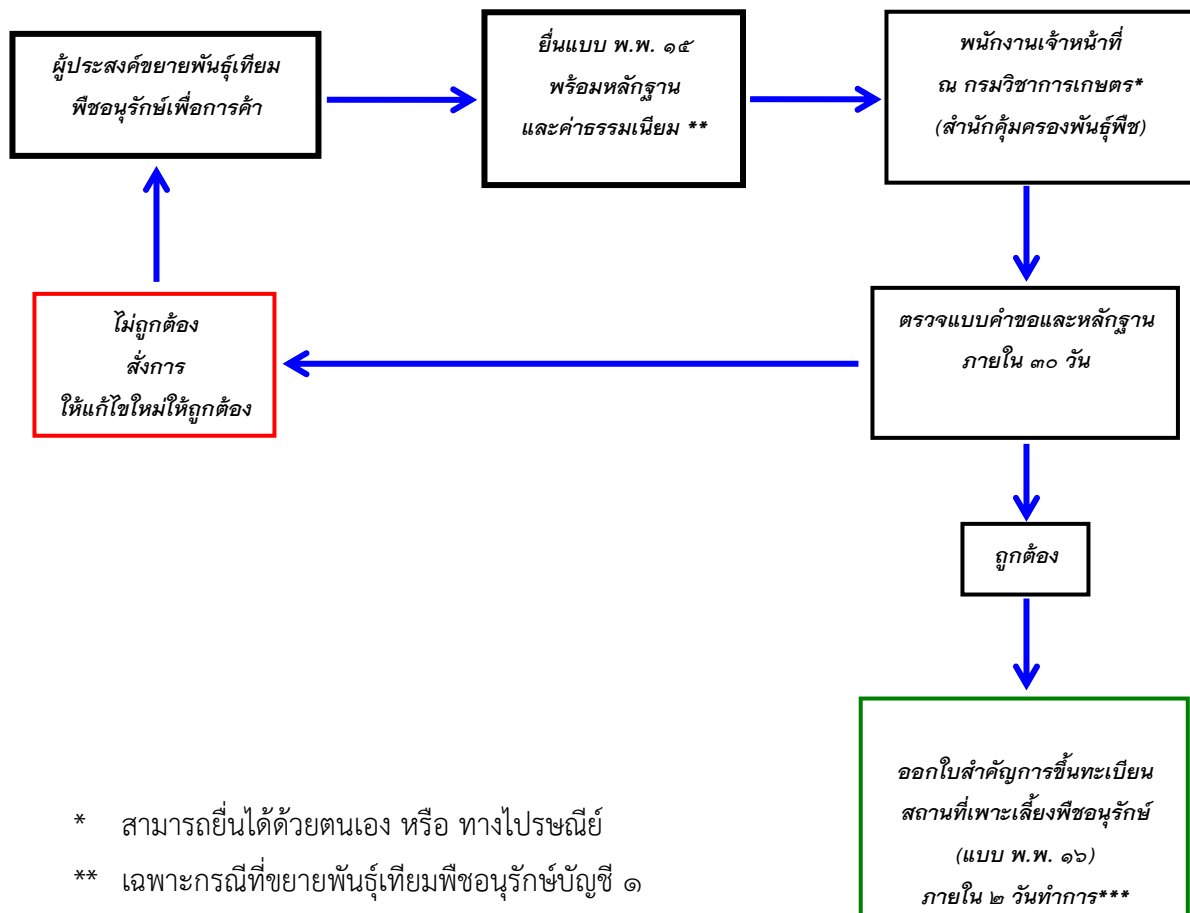 ผู้ประสงค์ขยายพันธุ์เทียม
พืชอนุรักษ์เพื่อการค้า
ยื่นแบบ พ.พ. ๑๕
พร้อมหลักฐาน
และค่าธรรมเนียม **
พนักงานเจ้าหน้าที่
ณ กรมวิชาการเกษตร*
(สำนักคุ้มครองพันธุ์พืช)
ตรวจแบบคำขอและหลักฐาน
ภายใน ๓๐ วัน
ไม่ถูกต้อง
สั่งการ
ให้แก้ไขใหม่ให้ถูกต้อง
ถูกต้อง
ออกใบสำคัญการขึ้นทะเบียน
สถานที่เพาะเลี้ยงพืชอนุรักษ์
(แบบ พ.พ. ๑๖)
ภายใน ๒ วันทำการ***
* สามารถยื่นได้ด้วยตนเอง หรือ ทางไปรษณีย์
** เฉพาะกรณีที่ขยายพันธุ์เทียมพืชอนุรักษ์บัญชี ๑